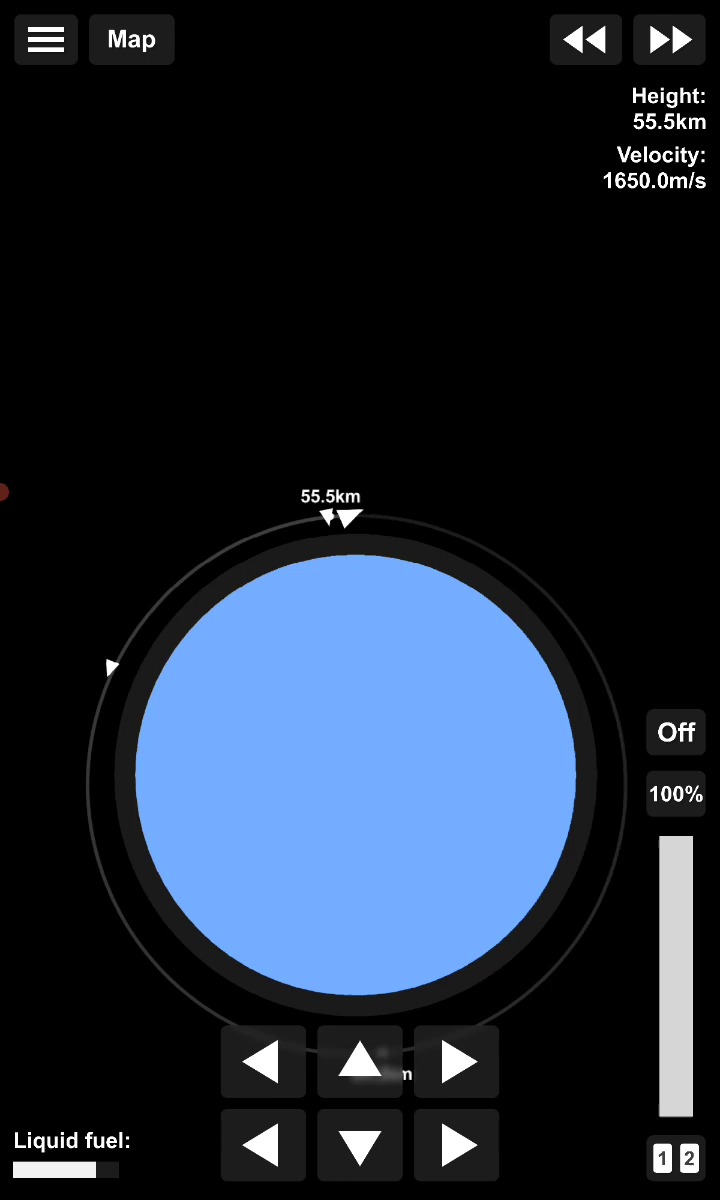 Map
Height:
55.5km
Velocity:
1650.0m/s
55.5km
Off
100%
Liquid fuel:
1 2